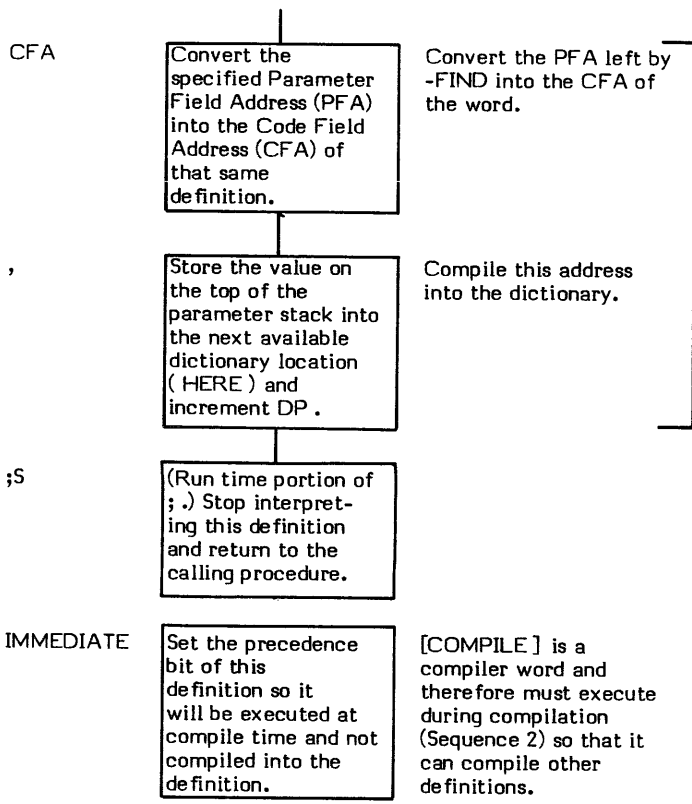 CFA
Convert the
specified Parameter
Field Address (PFA)
into the Code Field
Address (CFA) of
that same
definition.
Convert the PFA left by
-FIND into the CFA of
the word.
,
Store the value on
the top of the
parameter stack into
the next available
dictionary location
( HERE ) and
increment DP .
Compile this address
into the dictionary.
;S
(Run time portion of
; .) Stop interpret-
ing this definition
and return to the
calling procedure.
IMMEDIATE
Set the precedence
bit of this
definition so it
will be executed at
compile time and not
compiled into the
definition.
[COMPILE ] is a
compiler word and
therefore must execute
during compilation
(Sequence 2) so that it
can compile other
definitions.